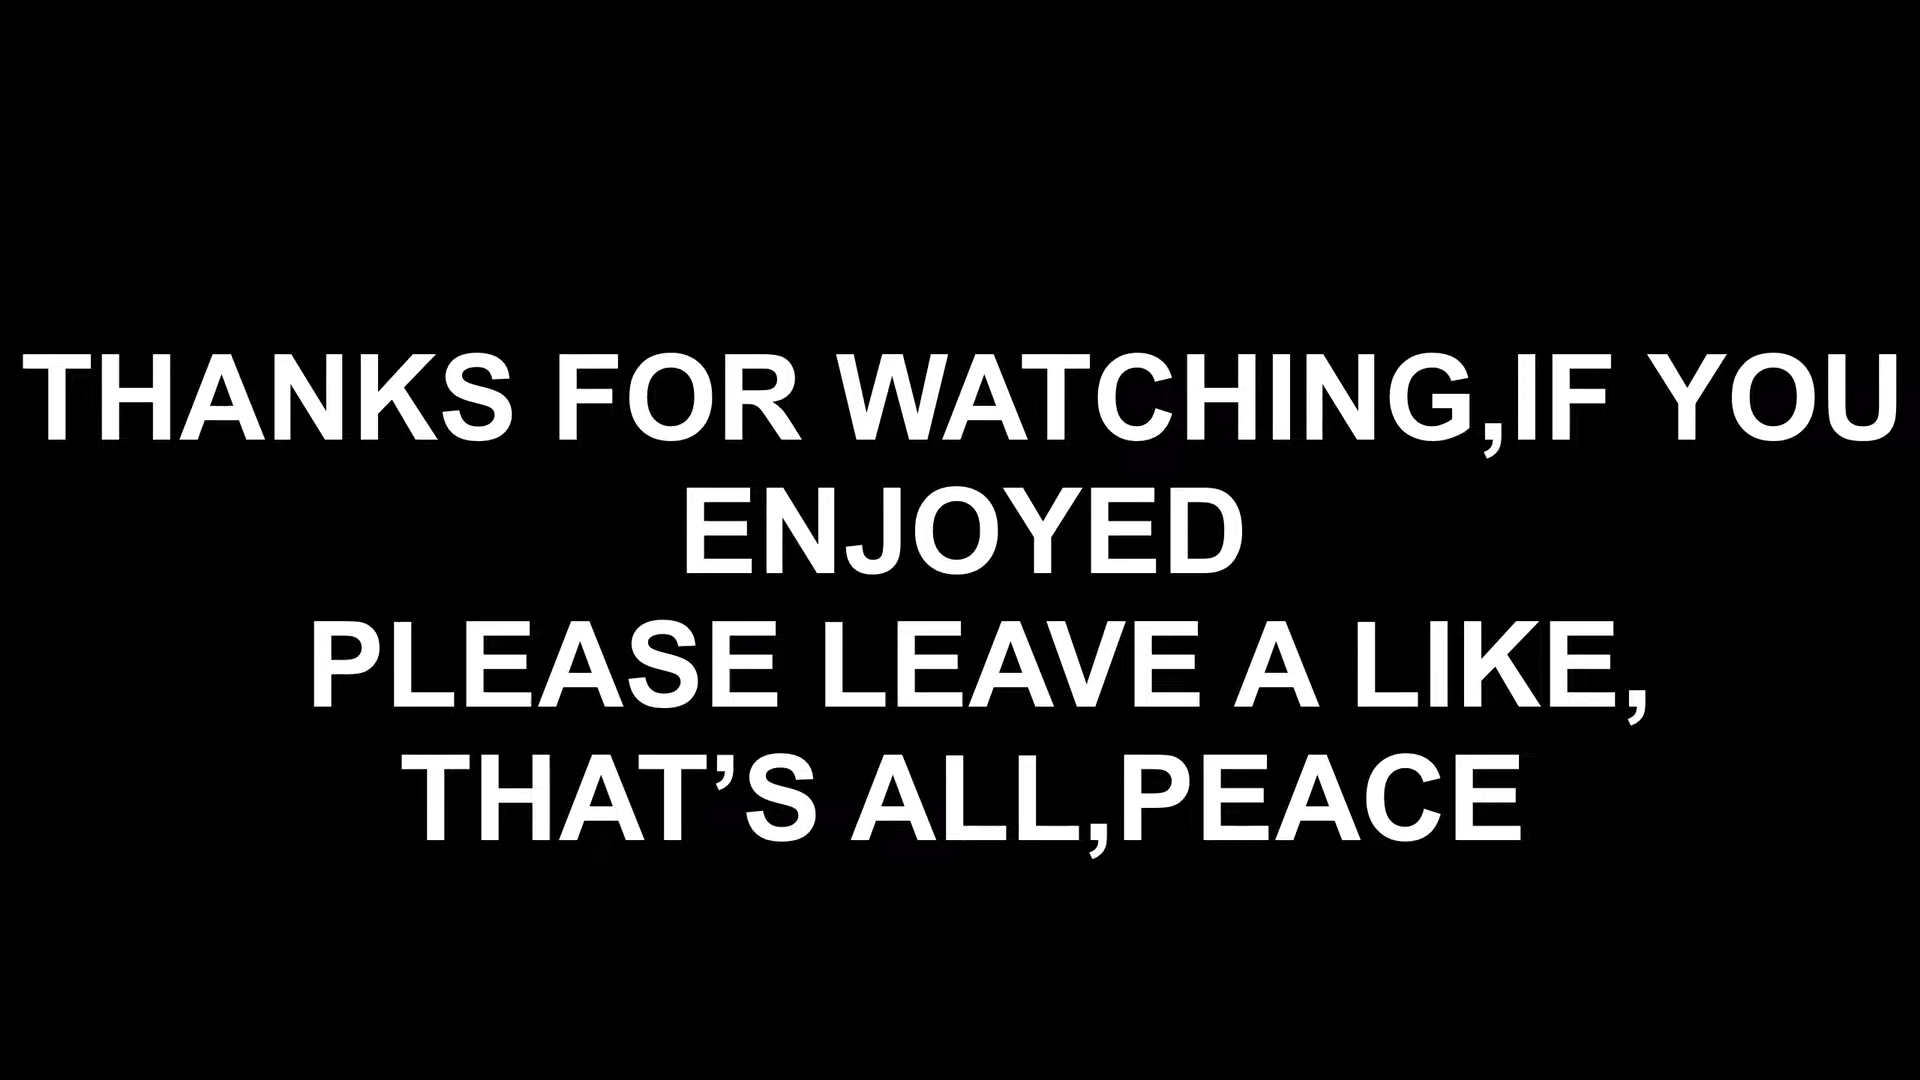 THANKS FOR WATCHING,IF YOU
ENJOYED
PLEASE LEAVE A LIKE,
THAT’S ALL,PEACE